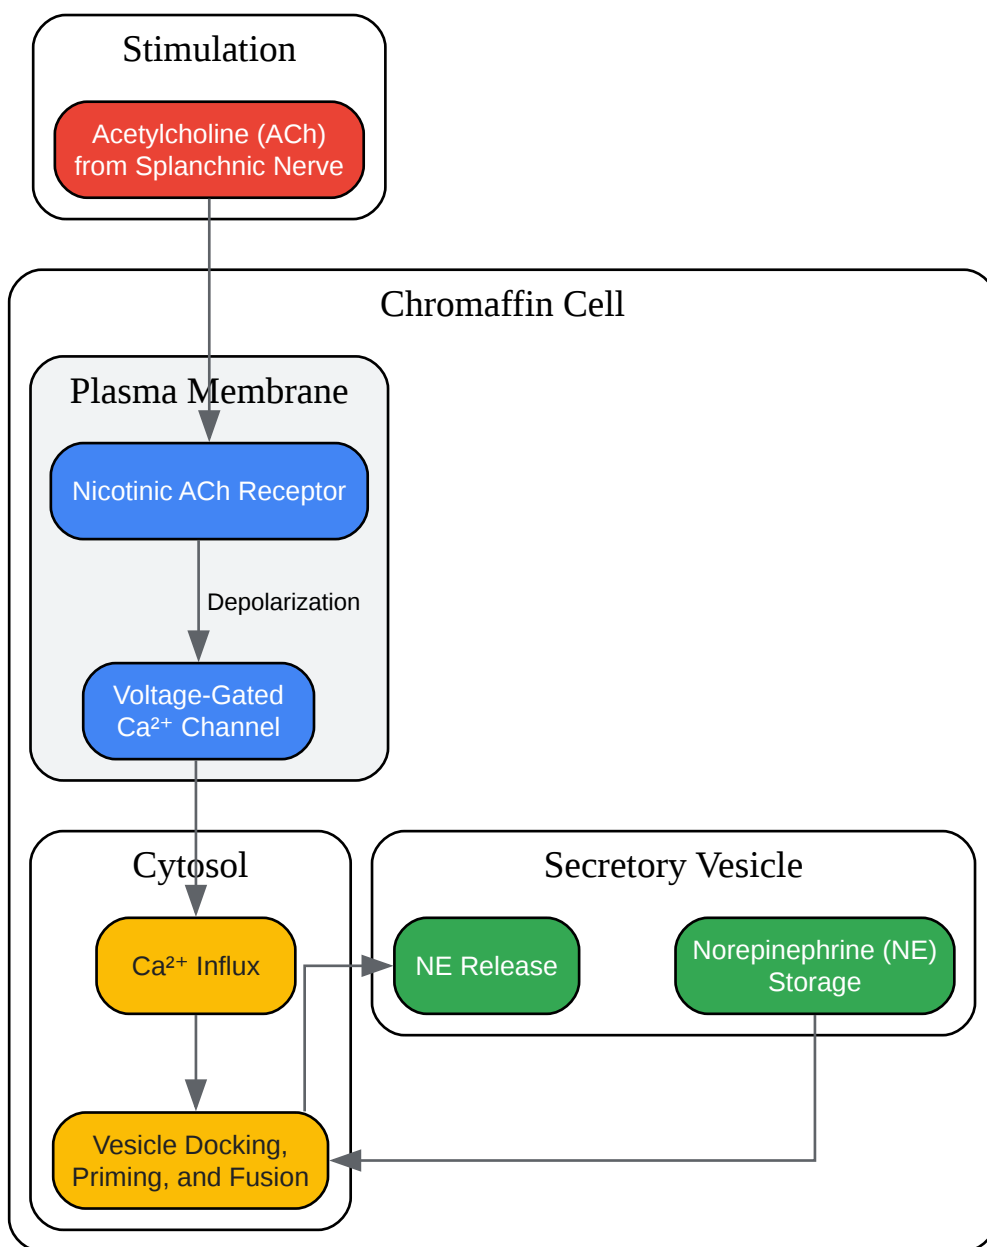 Stimulation
Acetylcholine (ACh)
from Splanchnic Nerve
Chromaffin Cell
Plasma Membrane
Nicotinic ACh Receptor
Depolarization
Voltage-Gated
Ca²⁺ Channel
Cytosol
Secretory Vesicle
Ca²⁺ Influx
NE Release
Norepinephrine (NE)
Storage
Vesicle Docking,
Priming, and Fusion